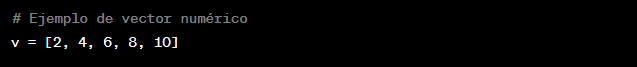 # Ejemplo de vector numérico
v = [2, 4, 6, 8, 10]